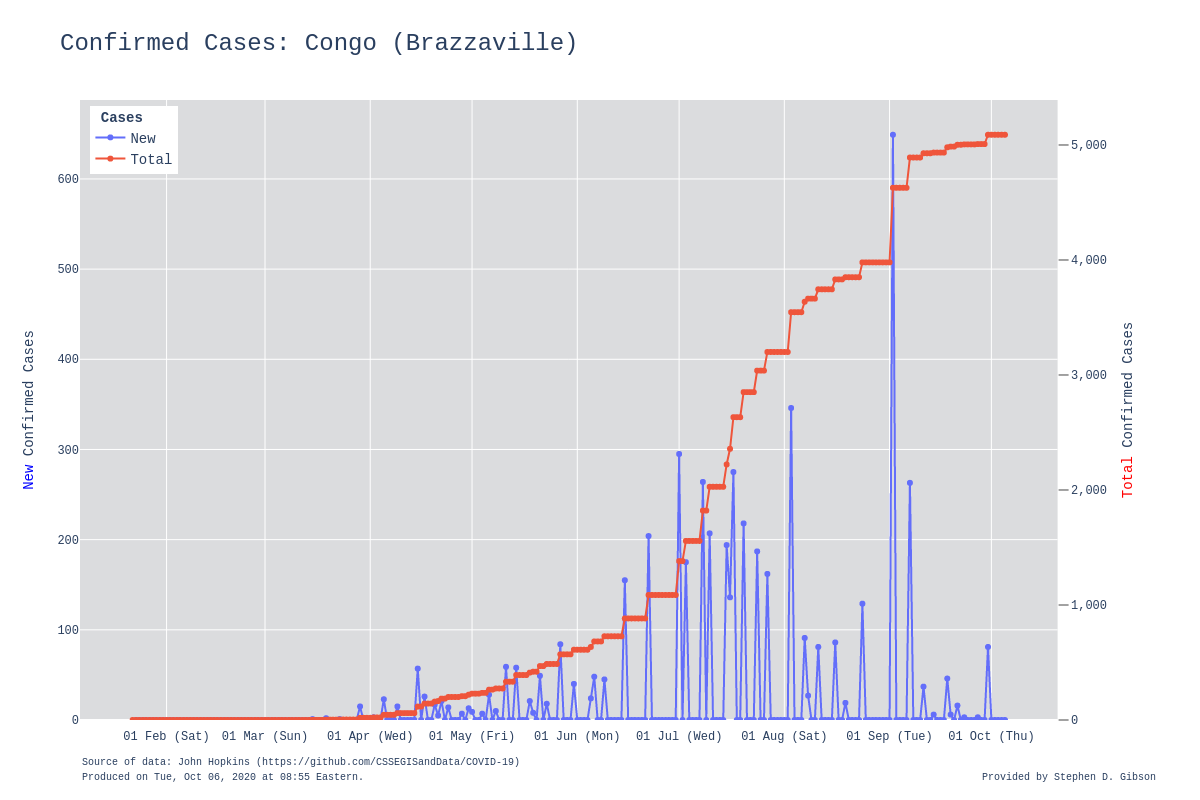 Confirmed Cases: Congo (Brazzaville)
Cases
New
Total
600
500
400
300
200
100
0
5,000
4,000
3,000
2,000
1,000
0
New Confirmed Cases
Total Confirmed Cases
01 Feb (Sat)
01 Mar (Sun)
01 Apr (Wed)
01 May (Fri)
01 Jun (Mon)
01 Jul (Wed)
01 Aug (Sat)
01 Sep (Tue)
01 Oct (Thu)
Source of data: John Hopkins (https://github.com/CSSEGISandData/COVID-19)
Produced on Tue, Oct 06, 2020 at 08:55 Eastern.
Provided by Stephen D. Gibson